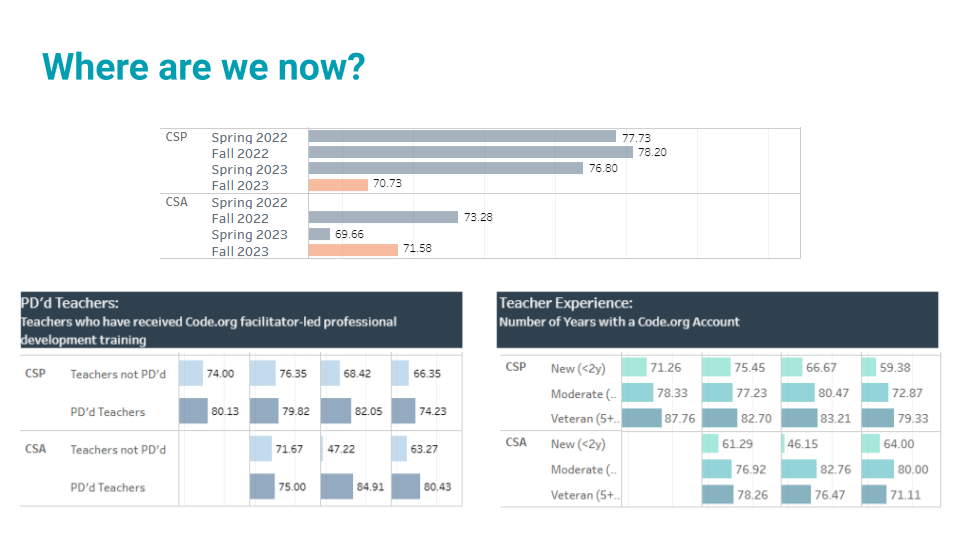 Where are we now?
CSP Spring 2022 77.73
Fall 2022 78.20
Spring 2023 76.80
Fall 2023 70.73
CSA Spring 2022
Fall 2022 73.28
Spring 2023 69.66
Fall 2023 71.58
PD'd Teachers:
Teachers who have received Code.org facilitator-led professional
development training
CSP Teachers not PD'd 74.00 76.35 68.42 66.35
PD'd Teachers 80.13 79.82 82.05 74.23
CSA Teachers not PD'd 71.67 47.22 63.27
PD'd Teachers 75.00 84.91 80.43
Teacher Experience:
Number of Years with a Code.org Account
CSP New (<2y) 71.26 75.45 66.67 59.38
Moderate (.. 78.33 77.23 80.47 72.87
Veteran (5+.. 87.76 82.70 83.21 79.33
CSA New (<2y) 61.29 46.15 64.00
Moderate (.. 76.92 82.76 80.00
Veteran (5+.. 78.26 76.47 71.11